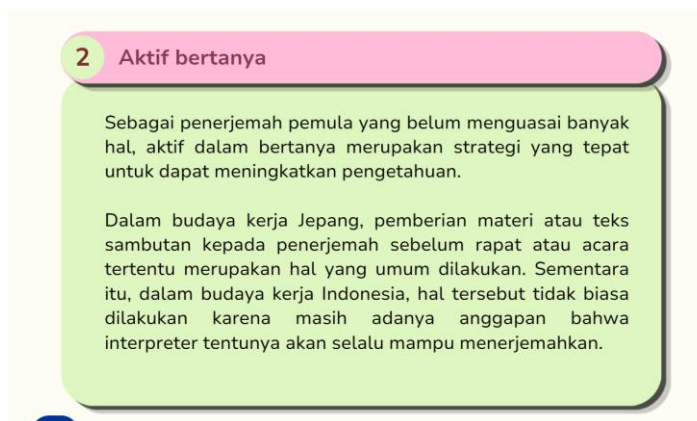 2 Aktif bertanya
Sebagai penerjemah pemula yang belum menguasai banyak
hal, aktif dalam bertanya merupakan strategi yang tepat
untuk dapat meningkatkan pengetahuan.
Dalam budaya kerja Jepang, pemberian materi atau teks
sambutan kepada penerjemah sebelum rapat atau acara
tertentu merupakan hal yang umum dilakukan. Sementara
itu, dalam budaya kerja Indonesia, hal tersebut tidak biasa
dilakukan karena masih adanya anggapan bahwa
interpreter tentunya akan selalu mampu menerjemahkan.